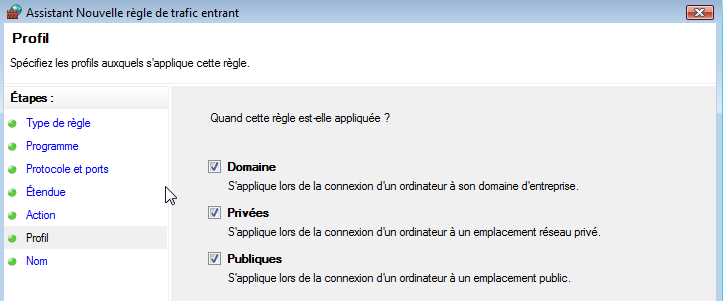 Assistant Nouvelle règle de trafic entrant
Profil
Spécifiez les profils auxquels s'applique cette règle.
Étapes :
Type de règle
Programme
Protocole et ports
Étendue
Action
Profil
Nom
Quand cette règle est-elle appliquée ?
Domaine
S'applique lors de la connexion d'un ordinateur à son domaine d'entreprise.
Privées
S'applique lors de la connexion d'un ordinateur à un emplacement réseau privé.
Publiques
S'applique lors de la connexion d'un ordinateur à un emplacement public.